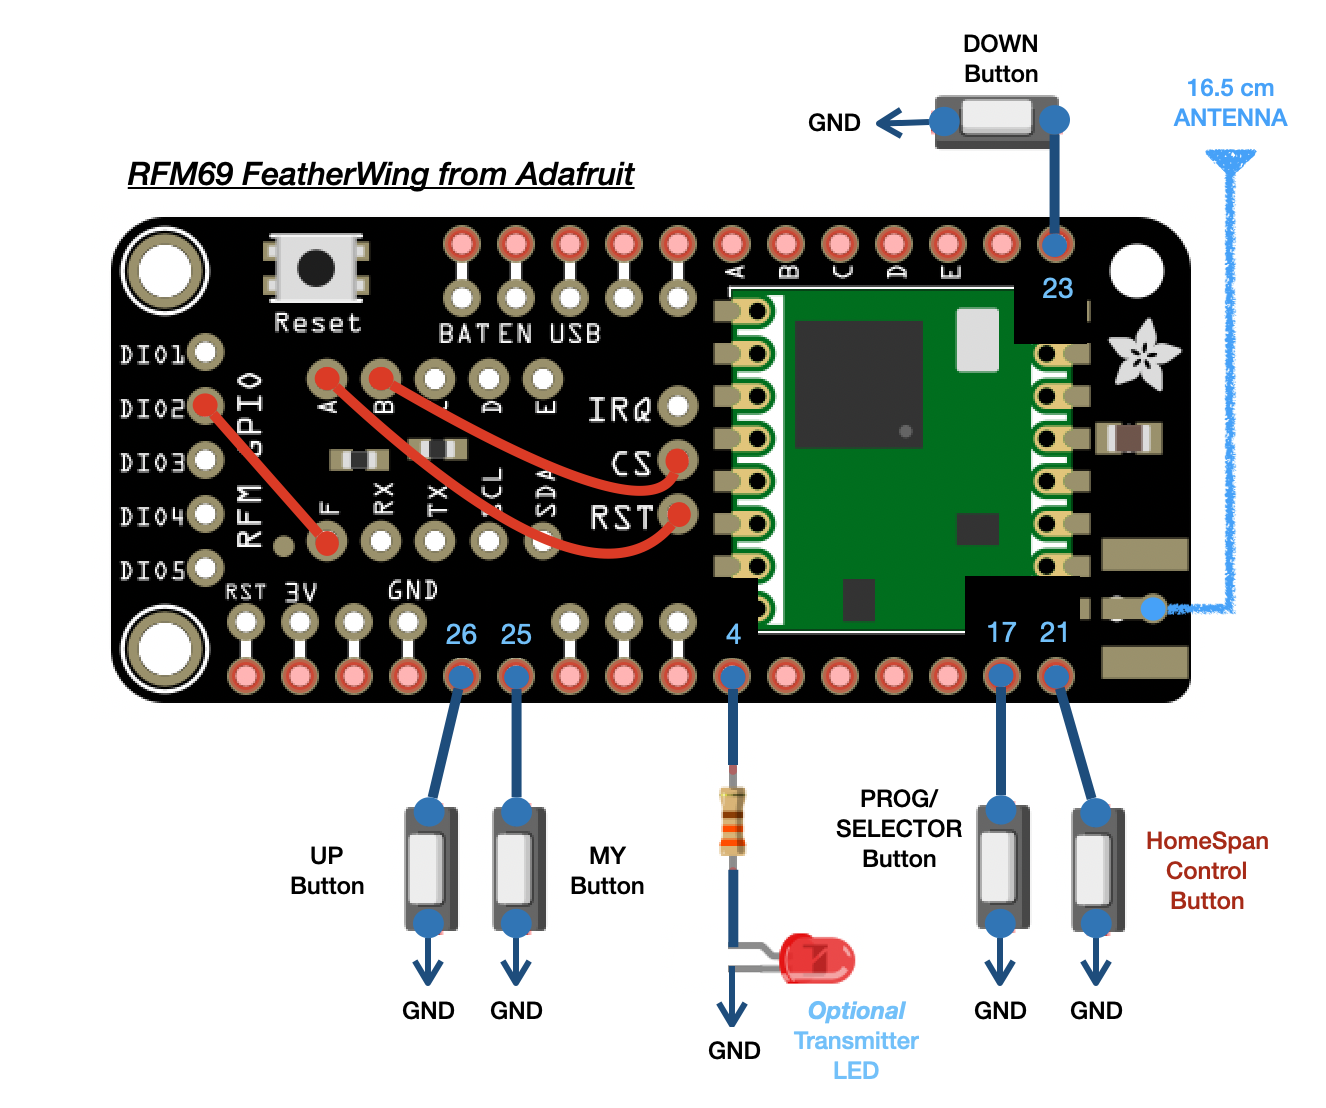 DOWN
Button
16.5 cm
ANTENNA
GND
RFM69 FeatherWing from Adafruit
A
B
C
D
E
23
Reset
BAT EN USB
DIO1
DIO2
DIO3
DIO4
DIO5
RFM GPIO
A
B
D
E
IRQ
CS
RST
F
RX
TX
SCL
SDA
RST
3V
GND
26
25
4
17
21
UP
Button
MY
Button
PROG/
SELECTOR
Button
HomeSpan
Control
Button
GND
GND
GND
GND
GND
Optional
Transmitter
LED